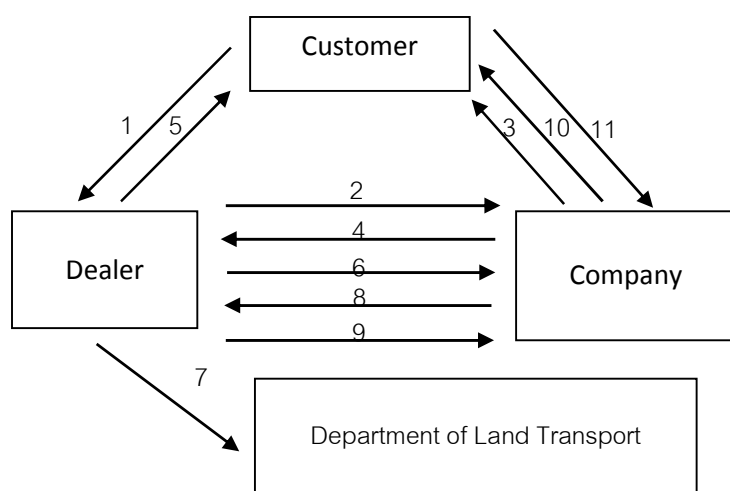 Customer
1
5
3
10
11
2
4
6
8
9
Dealer
Company
7
Department of Land Transport